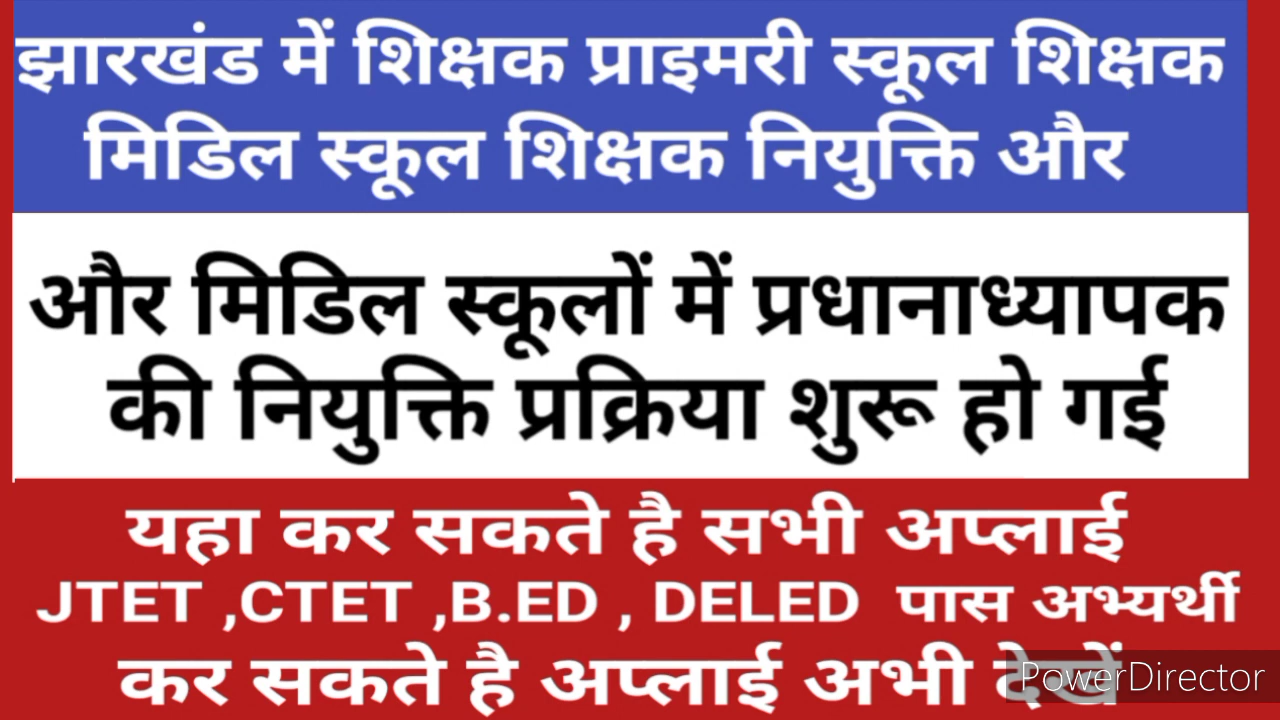 झारखंड में शिक्षक प्राइमरी स्कूल शिक्षक
मिडिल स्कूल शिक्षक नियुक्ति और
और मिडिल स्कूलों में प्रधानाध्यापक
की नियुक्ति प्रक्रिया शुरू हो गई
यहा कर सकते है सभी अप्लाई
JTET ,CTET ,B.ED , DELED पास अभ्यर्थी
कर सकते है अप्लाई अभी देखें
PowerDirector